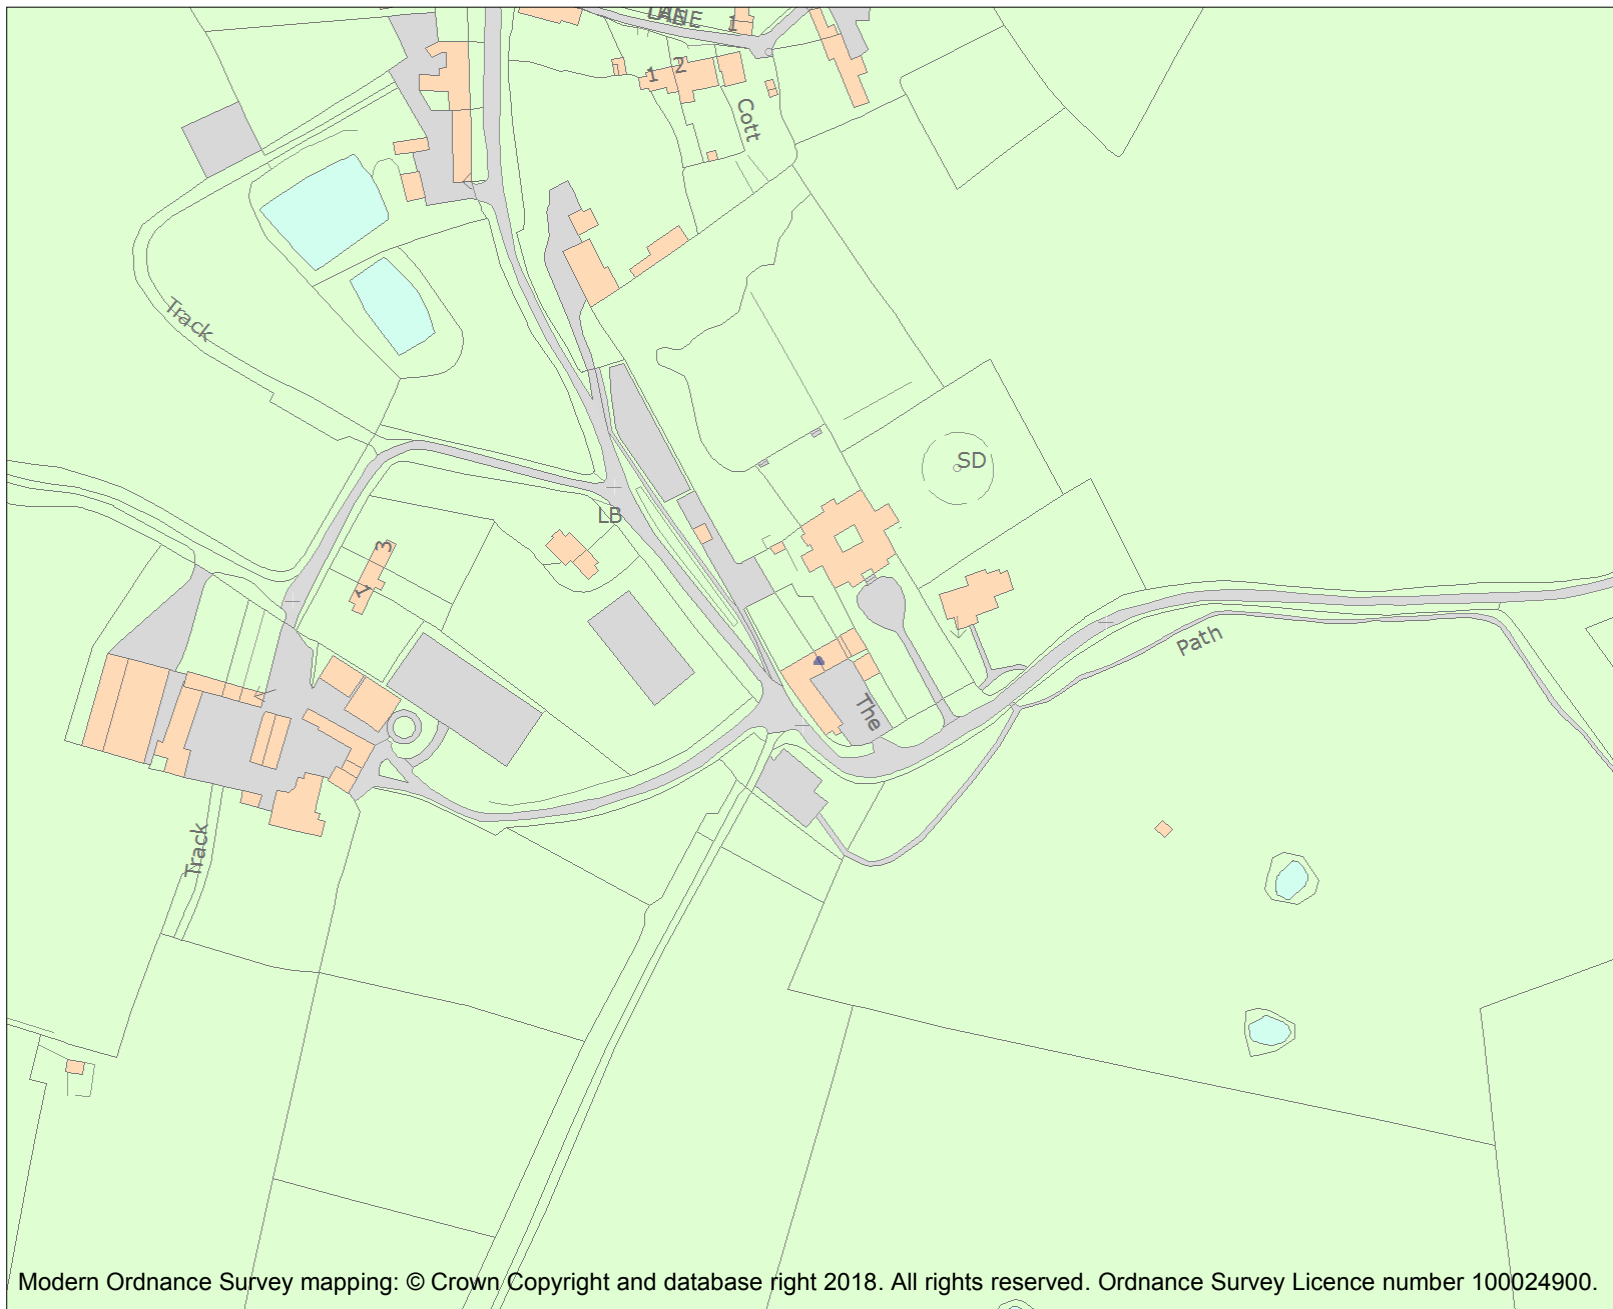 LANE
1
1
2
Cott
Track
SD
LB
3
1
Path
The
Track
Modern Ordnance Survey mapping: © Crown Copyright and database right 2018. All rights reserved. Ordnance Survey Licence number 100024900.